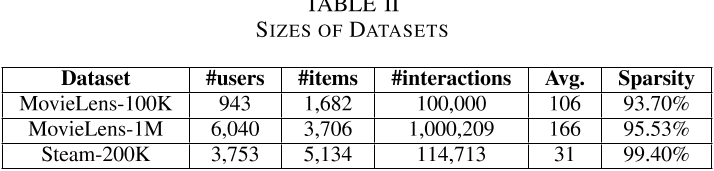 TABLE II
SIZES OF DATASETS
Dataset #users #items #interactions Avg. Sparsity
MovieLens-100K 943 1,682 100,000 106 93.70%
MovieLens-1M 6,040 3,706 1,000,209 166 95.53%
Steam-200K 3,753 5,134 114,713 31 99.40%